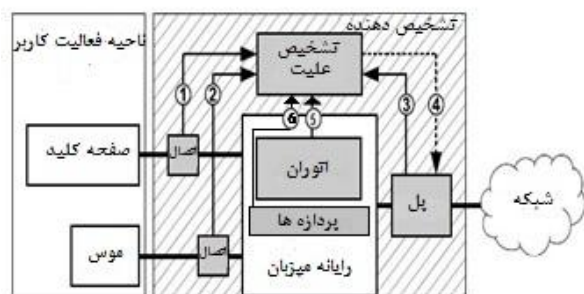 تشخیص دهنده
ناحیه فعالیت کاربر
تشخیص
علیت
1
2
3
4
6
5
صفحه کلید
اتصال
اتوران
پل
شبکه
پردازه ها
موس
اتصال
رایانه میزبان